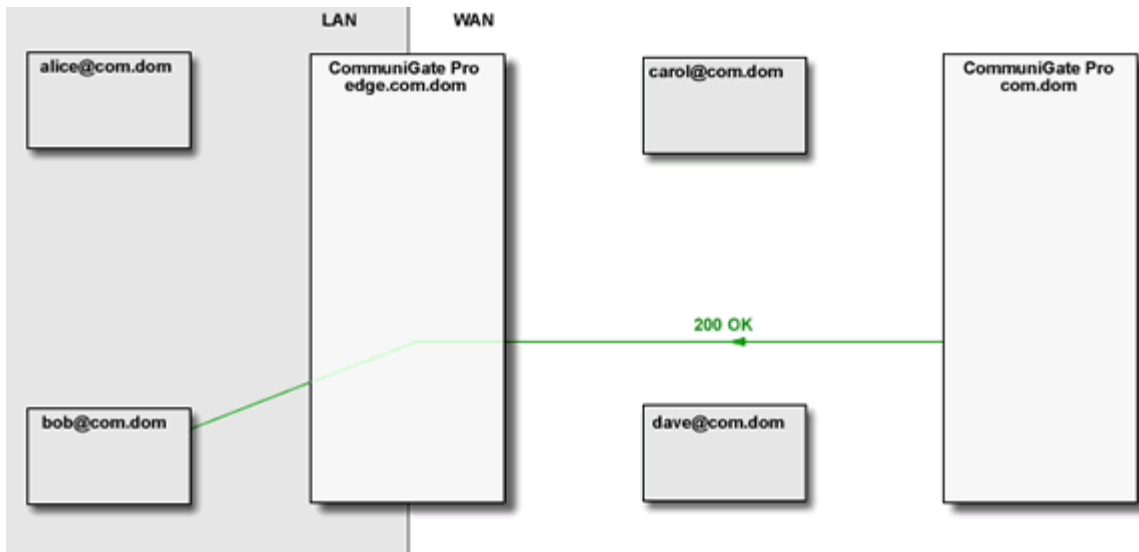 LAN
WAN
alice@com.dom
CommuniGate Pro
edge.com.dom
carol@com.dom
CommuniGate Pro
com.dom
200 OK
bob@com.dom
dave@com.dom